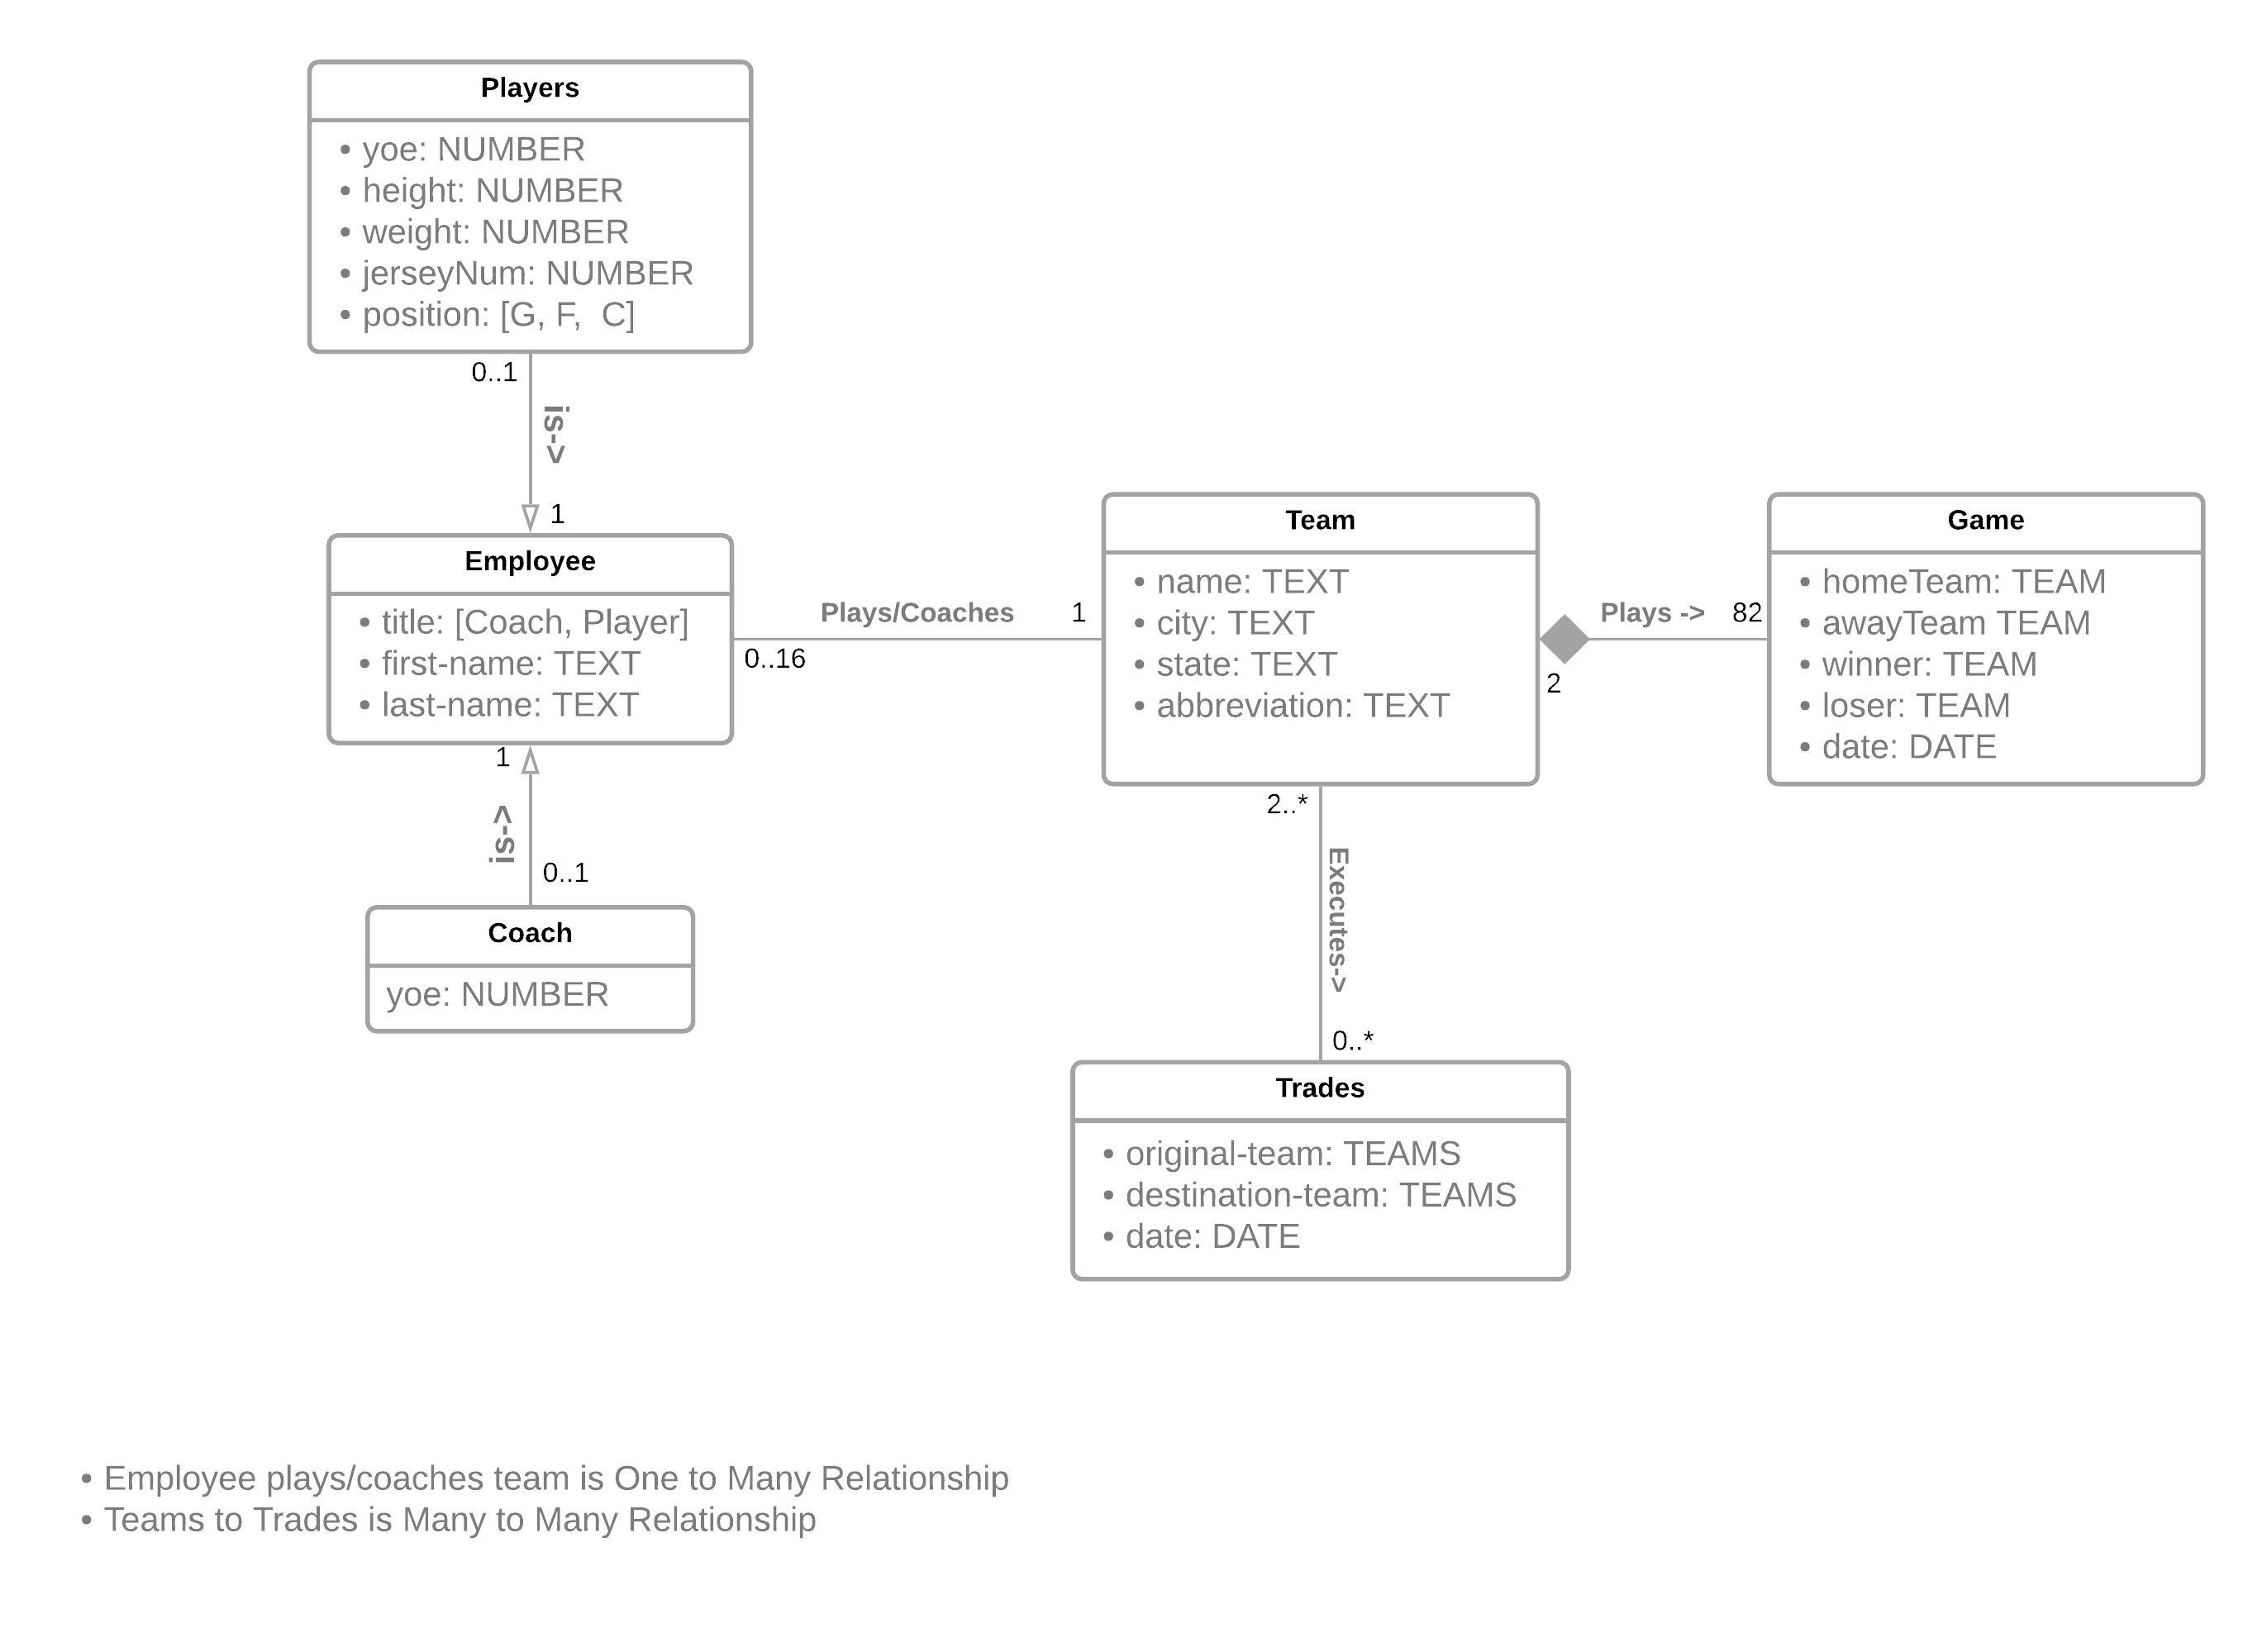 Players
• yoe: NUMBER
• height: NUMBER
• weight: NUMBER
• jerseyNum: NUMBER
• position: [G, F,  C]
0..1
is->
1
Employee
• title: [Coach, Player]
• first-name: TEXT
• last-name: TEXT
Plays/Coaches
1
0..16
Team
• name: TEXT
• city: TEXT
• state: TEXT
• abbreviation: TEXT
Plays ->
82
2
Game
• homeTeam: TEAM
• awayTeam TEAM
• winner: TEAM
• loser: TEAM
• date: DATE
1
is->
0..1
Coach
yoe: NUMBER
2..*
Executes->
0..*
Trades
• original-team: TEAMS
• destination-team: TEAMS
• date: DATE
• Employee plays/coaches team is One to Many Relationship
• Teams to Trades is Many to Many Relationship